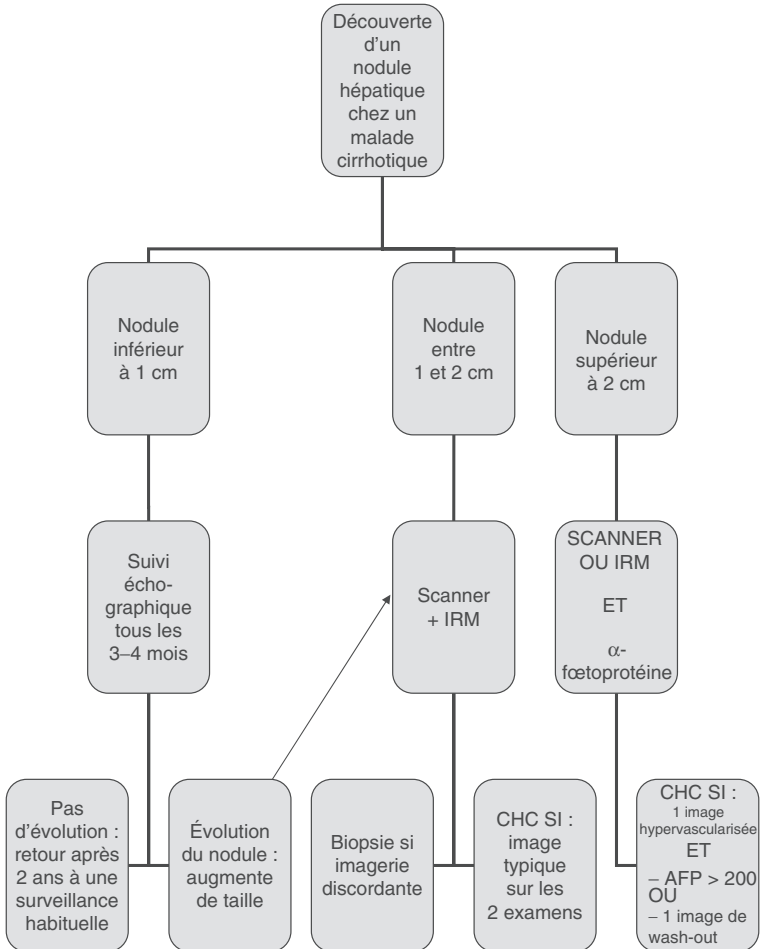 Découverte
d'un
nodule
hépatique
chez un
malade
cirrhotique
Nodule
inférieur
à 1 cm
Nodule
entre
1 et 2 cm
Nodule
supérieur
à 2 cm
Suivi
écho-
graphique
tous les
3–4 mois
Scanner
+ IRM
SCANNER
OU IRM
ET
α-
fœtoprotéine
Pas
d'évolution :
retour après
2 ans à une
surveillance
habituelle
Évolution
du nodule :
augmente
de taille
Biopsie si
imagerie
discordante
CHC SI :
image
typique
sur les
2 examens
CHC SI :
1 image
hypervascularisée
ET
– AFP > 200
OU
– 1 image de
wash-out